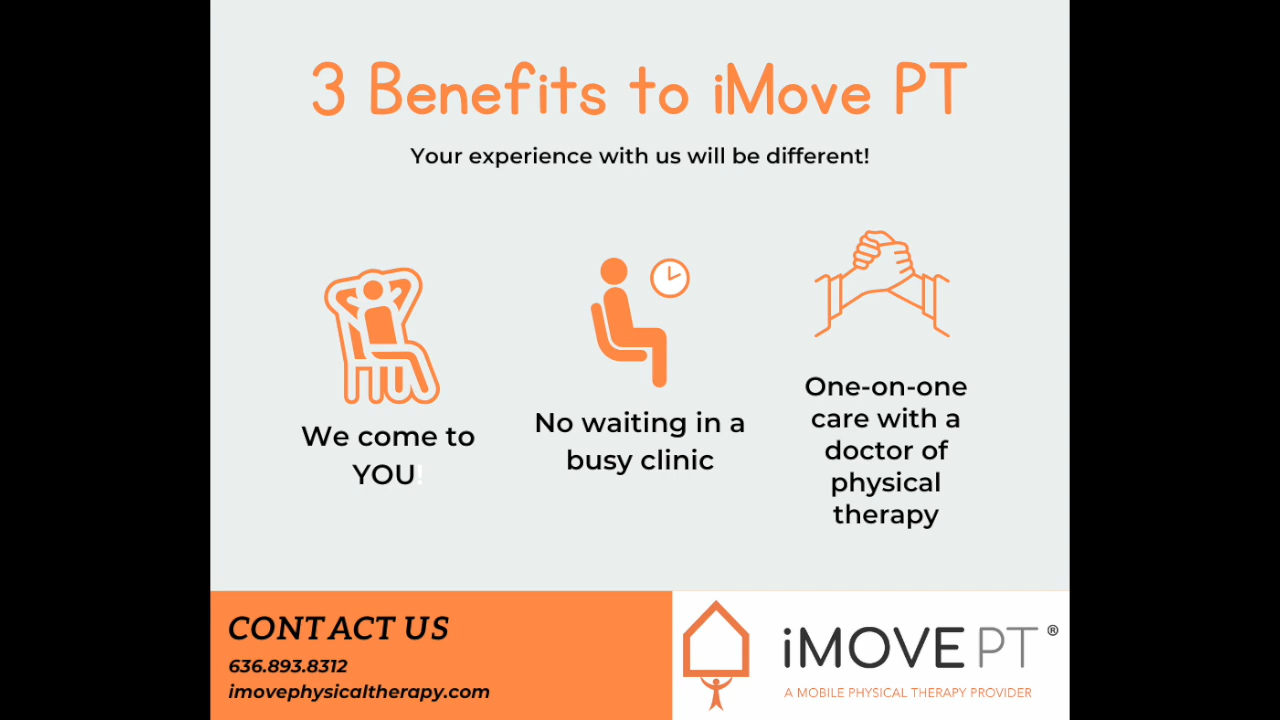 3 Benefits to iMove PT
Your experience with us will be different!
We come to
YOU!
No waiting in a
busy clinic
One-on-one
care with a
doctor of
physical
therapy
CONTACT US
636.893.8312
imovephysicaltherapy.com
iMOVE PT ®
A MOBILE PHYSICAL THERAPY PROVIDER